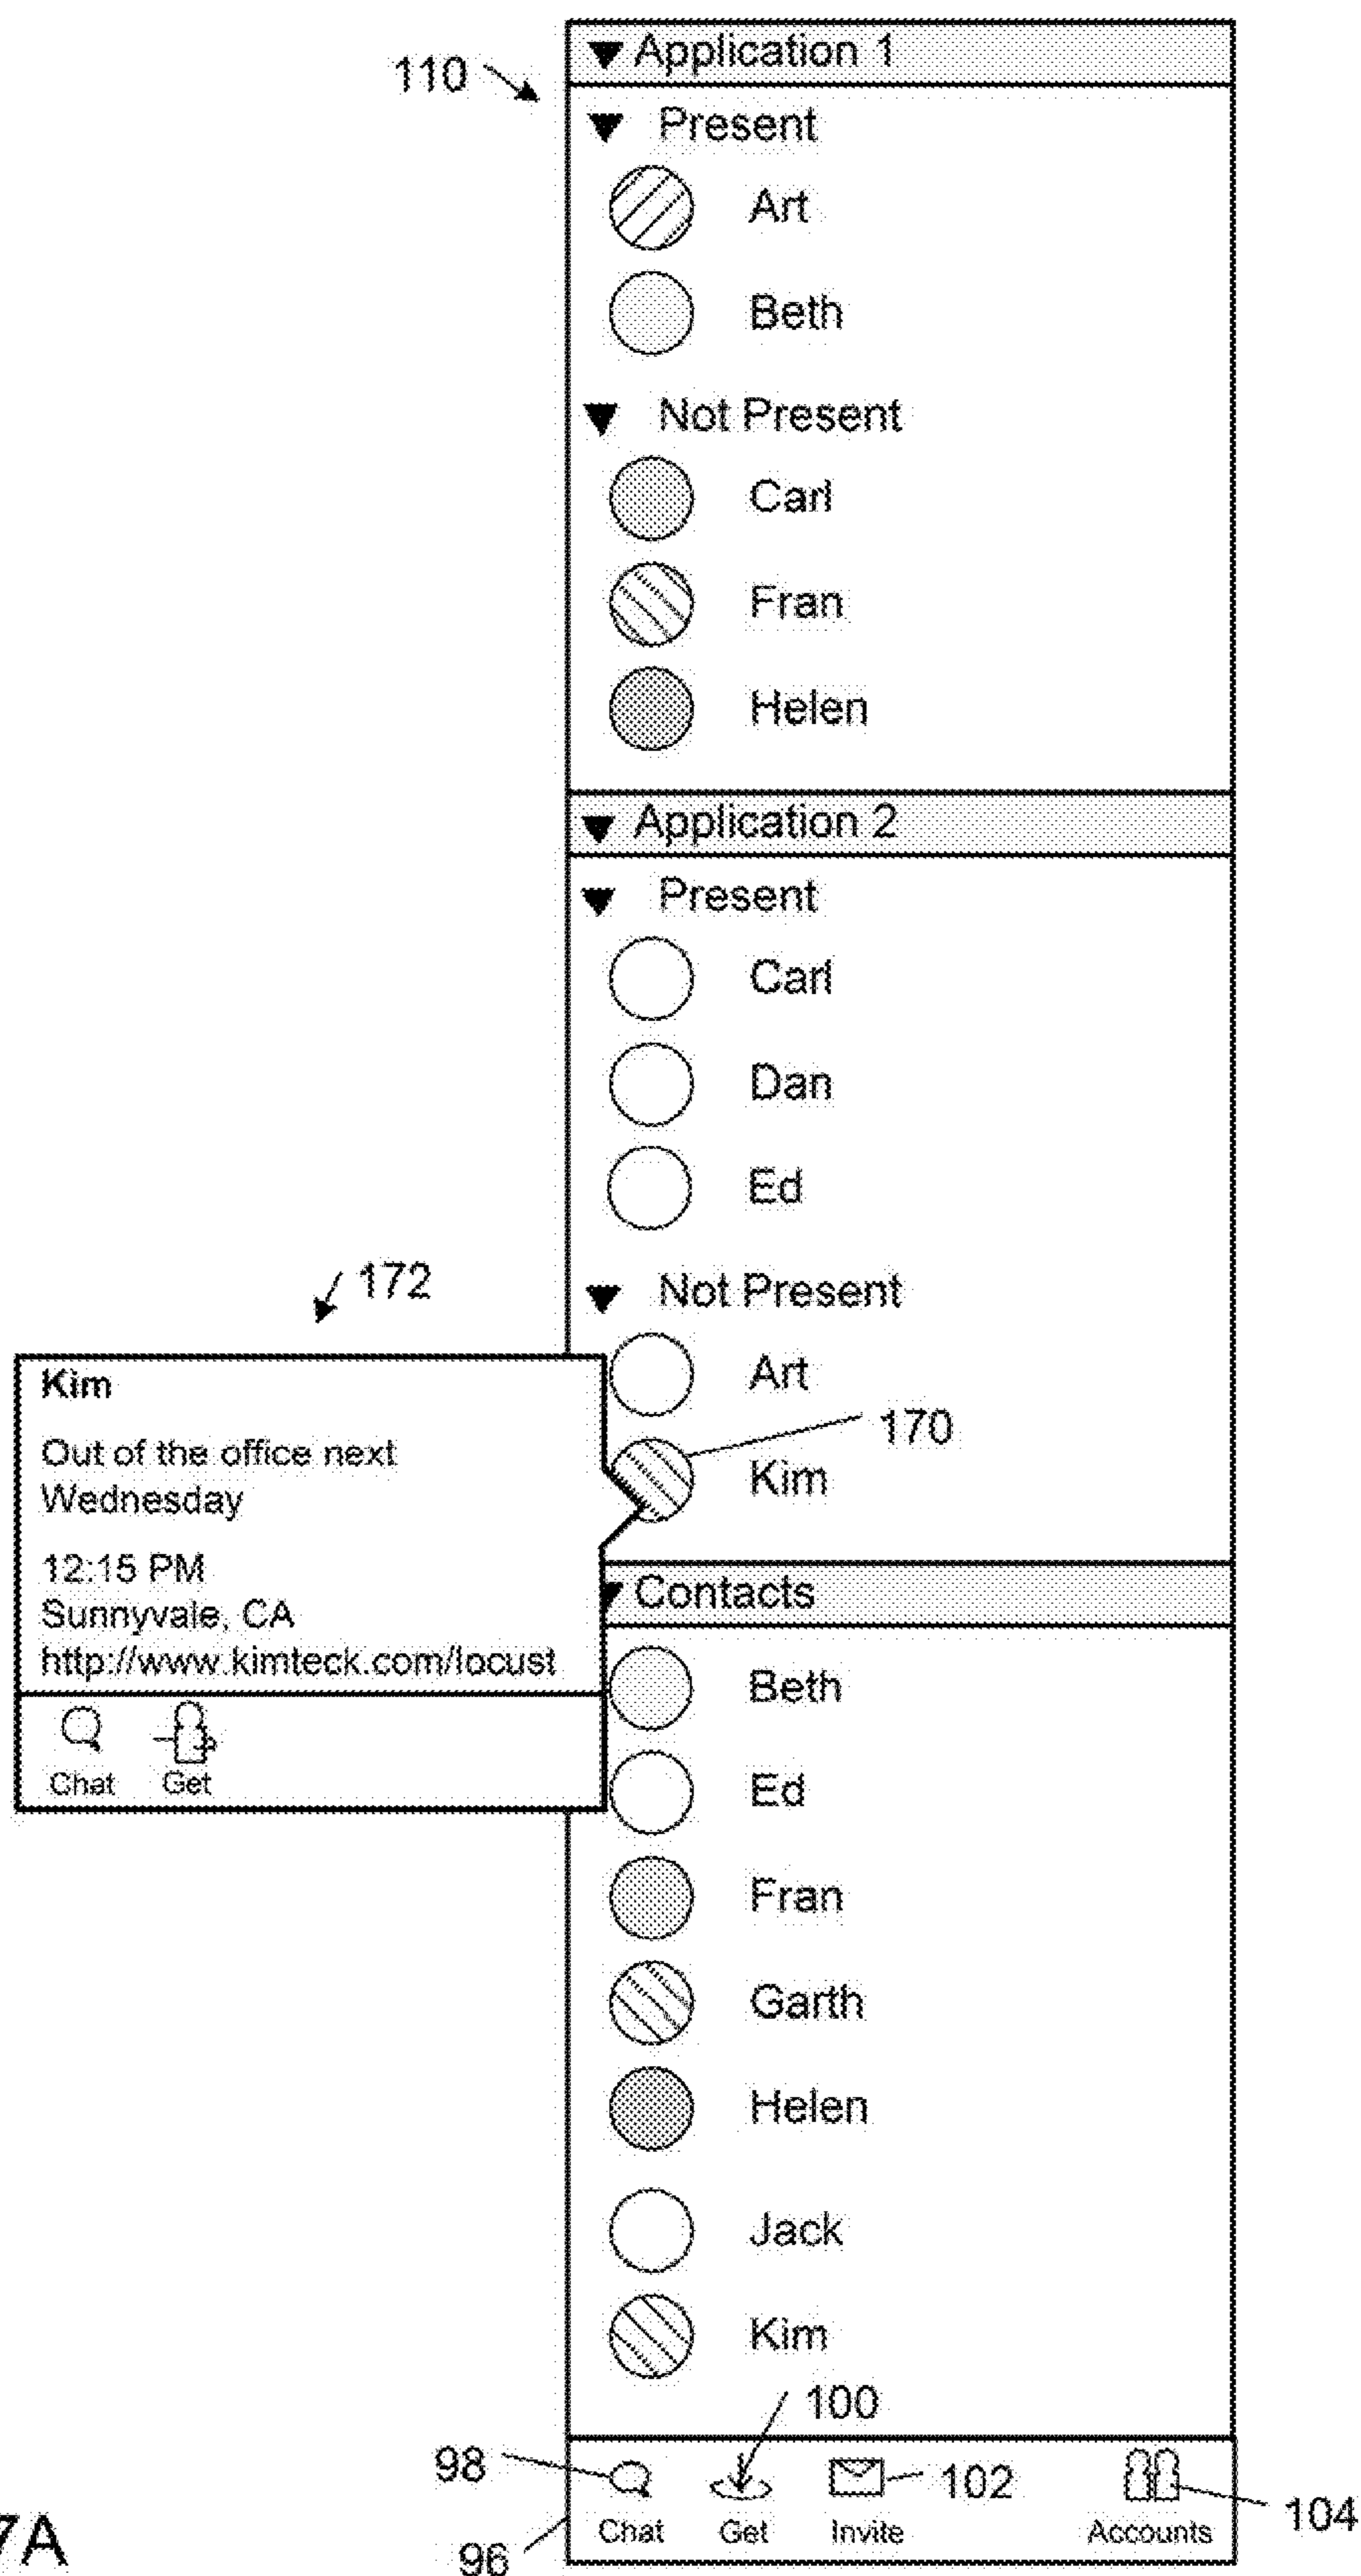 110
Application 1
Present
Art
Beth
Not Present
Carl
Fran
Helen
Application 2
Present
Carl
Dan
Ed
172
Not Present
Art
170
Kim
Kim
Out of the office next
Wednesday
12:15 PM
Sunnyvale, CA
http://www.kimteck.com/locust
Chat Get
Contacts
Beth
Ed
Fran
Garth
Helen
Jack
Kim
100
98
102
104
Chat Get Invite Accounts
96
7A